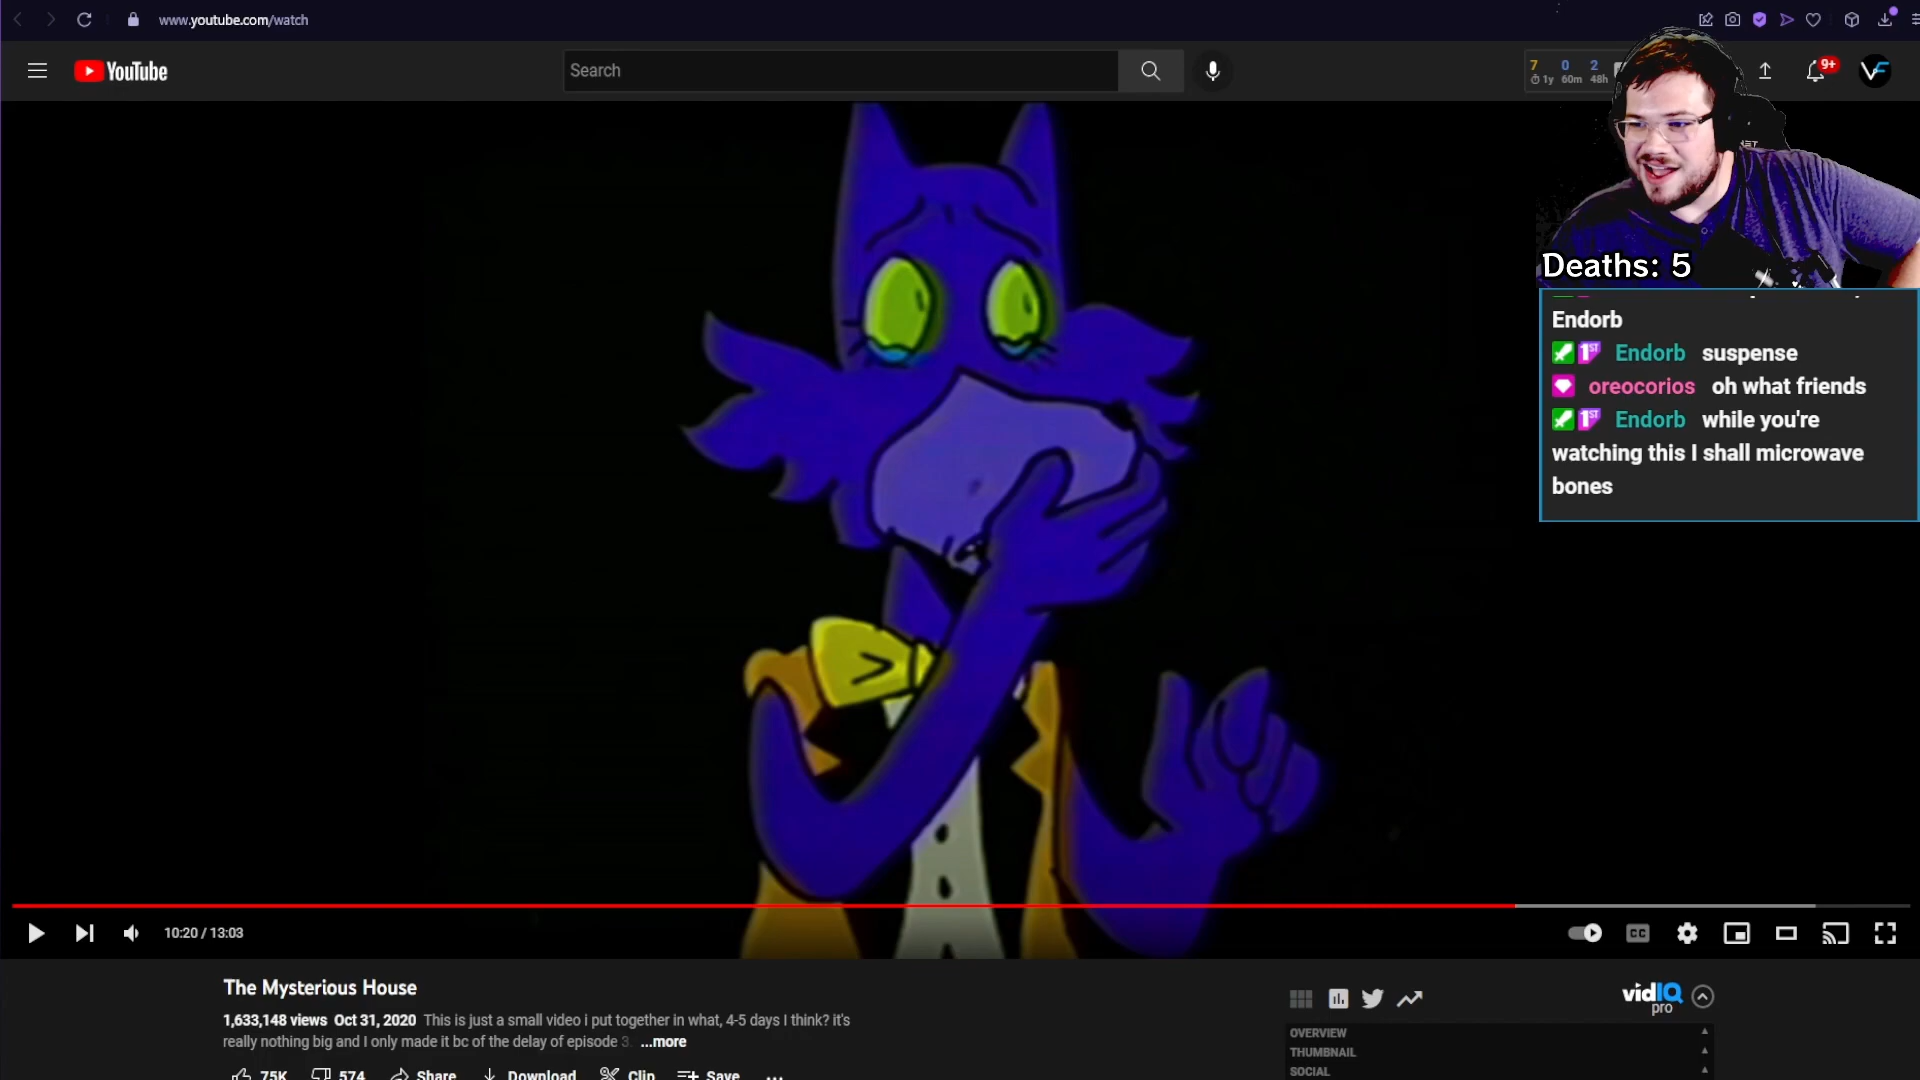 www.youtube.com/watch
YouTube
Search
7 0 2
1y 60m 48h
9+
Deaths: 5
Endorb
Endorb suspense
oreocorios oh what friends
Endorb while you're
watching this I shall microwave
bones
10:20 / 13:03
CC
The Mysterious House
1,633,148 views Oct 31, 2020 This is just a small video i put together in what, 4-5 days I think? it's
really nothing big and I only made it bc of the delay of episode 3 ...more
75K 574 Share Download Clip Save
vidIQ
pro
OVERVIEW
THUMBNAIL
SOCIAL